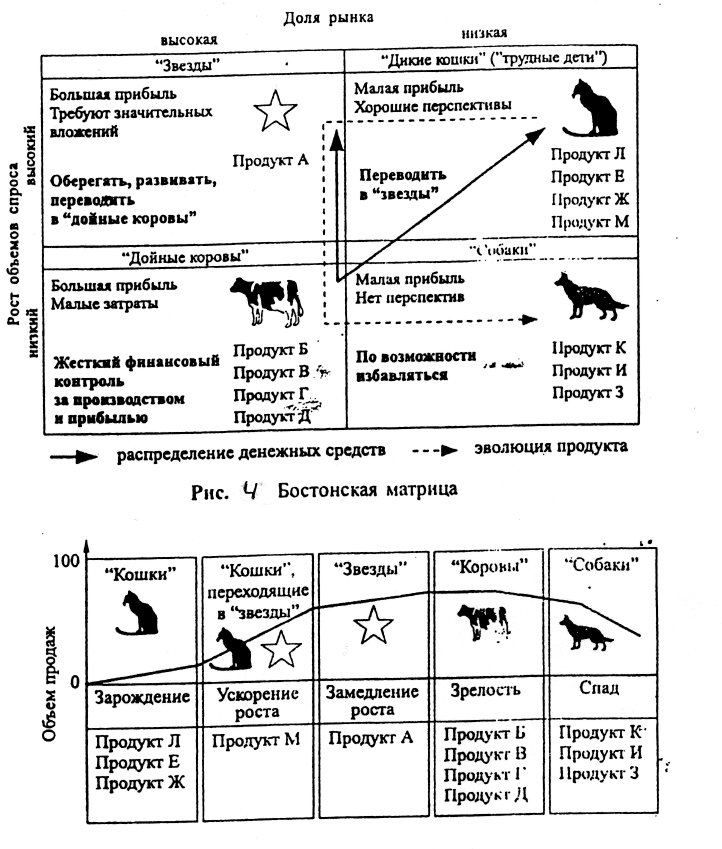 Доля рынка
высокая
низкая
Рост объемов спроса
высокий
низкий
"Звезды"
Большая прибыль
Требуют значительных
вложений
Продукт А
Оберегать, развивать,
переводить
в "дойные коровы"
"Дикие кошки" ("трудные дети")
Малая прибыль
Хорошие перспективы
Переводить
в "звезды"
Продукт Л
Продукт Е
Продукт Ж
Продукт М
"Дойные коровы"
Большая прибыль
Малые затраты
Жесткий финансовый
контроль
за производством
и прибылью
Продукт Б
Продукт В
Продукт Г
Продукт Д
"Собаки"
Малая прибыль
Нет перспектив
По возможности
избавляться
Продукт К
Продукт И
Продукт З
распределение денежных средств
эволюция продукта
Рис. 4 Бостонская матрица
Объем продаж
100
0
"Кошки"
"Кошки",
переходящие
в "звезды"
"Звезды"
"Коровы"
"Собаки"
Зарождение
Ускорение
роста
Замедление
роста
Зрелость
Спад
Продукт Л
Продукт Е
Продукт Ж
Продукт М
Продукт А
Продукт Б
Продукт В
Продукт Г
Продукт Д
Продукт К
Продукт И
Продукт З